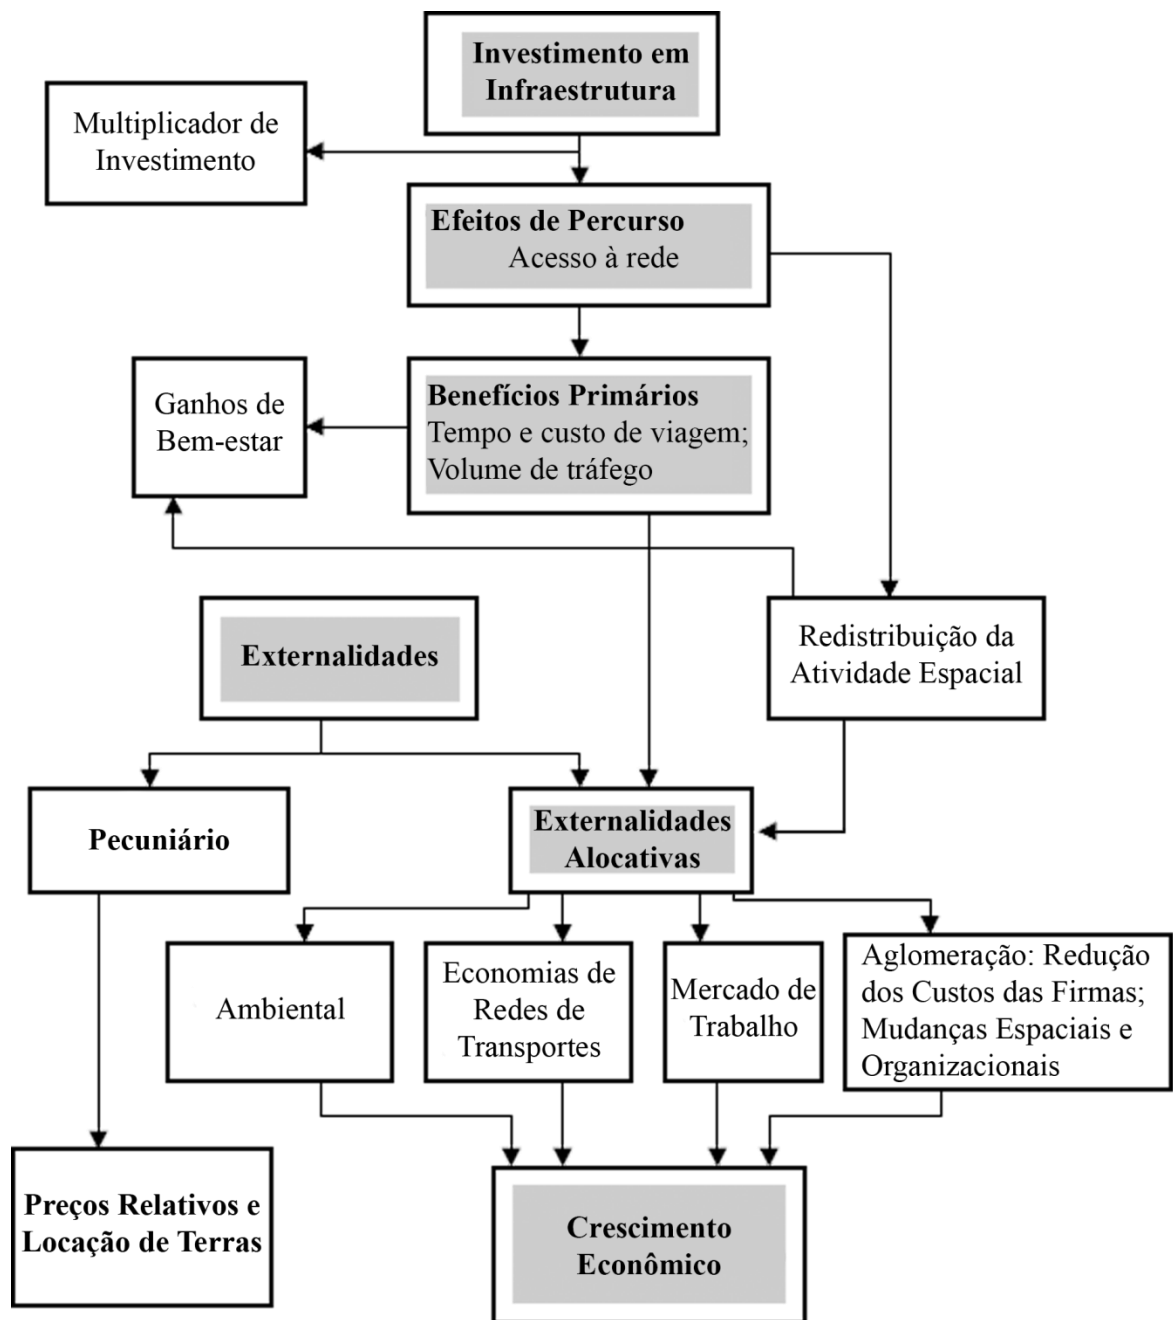 Investimento em
Infraestrutura
Multiplicador de
Investimento
Efeitos de Percurso
Acesso à rede
Ganhos de
Bem-estar
Benefícios Primários
Tempo e custo de viagem;
Volume de tráfego
Externalidades
Redistribuição da
Atividade Espacial
Pecuniário
Externalidades
Alocativas
Ambiental
Economias de
Redes de
Transportes
Mercado de
Trabalho
Aglomeração: Redução
dos Custos das Firmas;
Mudanças Espaciais e
Organizacionais
Preços Relativos e
Locação de Terras
Crescimento
Econômico